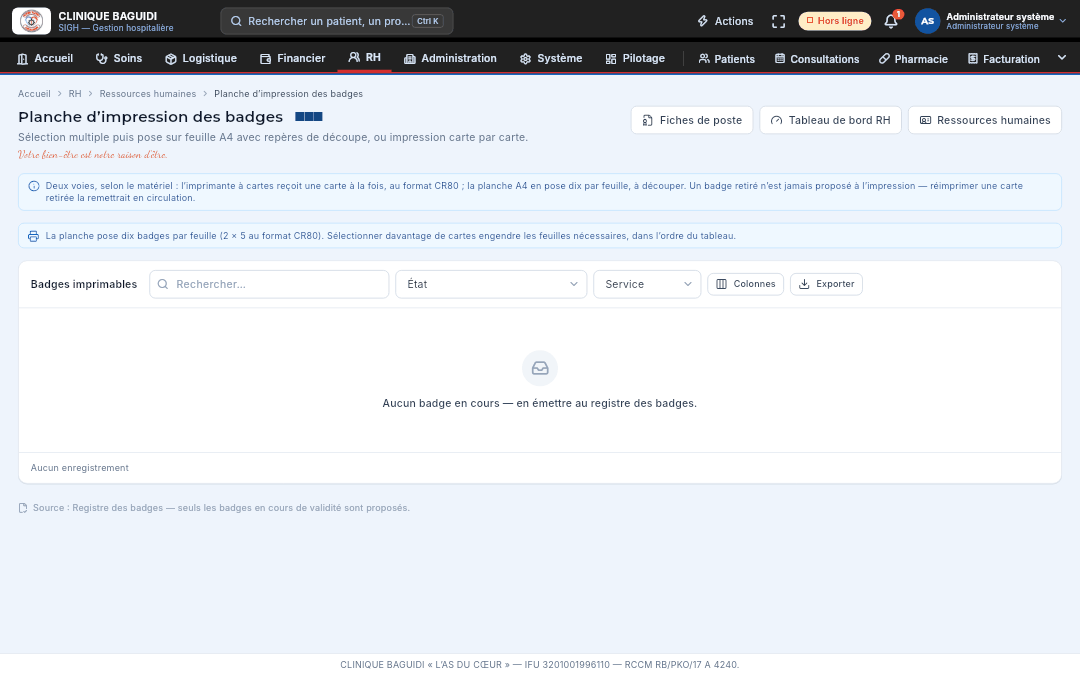 CLINIQUE BAGUIDI
SIGH — Gestion hospitalière
Rechercher un patient, un pro... Ctrl K
Actions
Hors ligne
1
AS
Administrateur système
Administrateur système
Accueil
Soins
Logistique
Financier
RH
Administration
Système
Pilotage
Patients
Consultations
Pharmacie
Facturation
Accueil > RH > Ressources humaines > Planche d’impression des badges
Planche d’impression des badges
Sélection multiple puis pose sur feuille A4 avec repères de découpe, ou impression carte par carte.
Votre bien-être est notre raison d'être.
Fiches de poste
Tableau de bord RH
Ressources humaines
Deux voies, selon le matériel : l’imprimante à cartes reçoit une carte à la fois, au format CR80 ; la planche A4 en pose dix par feuille, à découper. Un badge retiré n’est jamais proposé à l’impression — réimprimer une carte
retirée la remettrait en circulation.
La planche pose dix badges par feuille (2 × 5 au format CR80). Sélectionner davantage de cartes engendre les feuilles nécessaires, dans l’ordre du tableau.
Badges imprimables
Rechercher...
État
Service
Colonnes
Exporter
Aucun badge en cours — en émettre au registre des badges.
Aucun enregistrement
Source : Registre des badges — seuls les badges en cours de validité sont proposés.
CLINIQUE BAGUIDI « L’AS DU CŒUR » — IFU 3201001996110 — RCCM RB/PKO/17 A 4240.